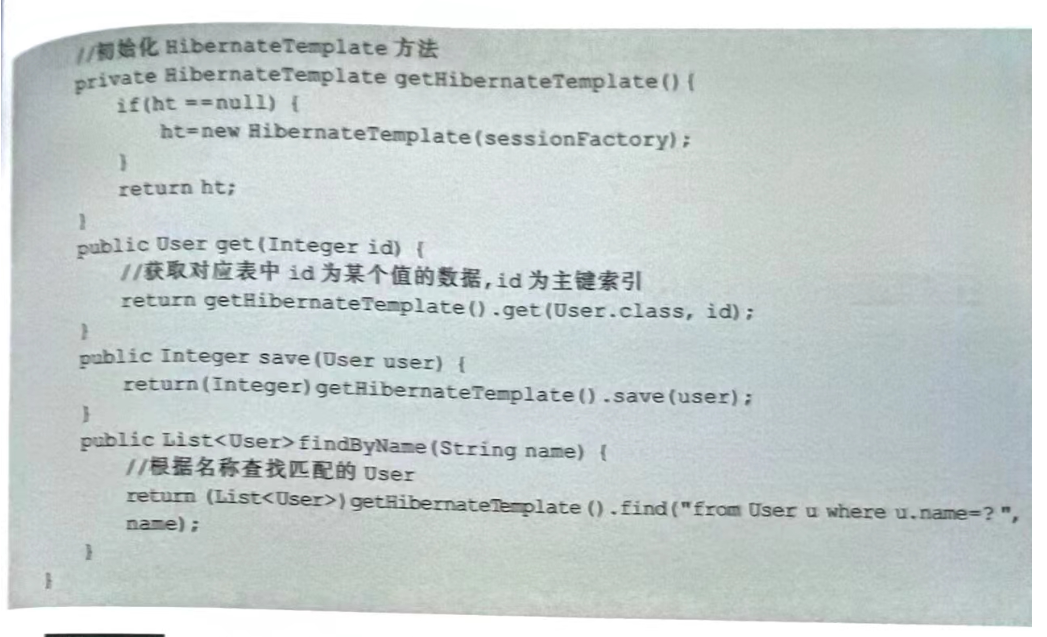 //初始化 HibernateTemplate 方法
private HibernateTemplate getHibernateTemplate(){
if(ht ==null) {
ht=new HibernateTemplate(sessionFactory);
}
return ht;
}
public User get(Integer id) {
//获取对应表中 id 为某个值的数据,id 为主键索引
return getHibernateTemplate().get(User.class, id);
}
public Integer save(User user) {
return(Integer)getHibernateTemplate().save(user);
}
public List<User>findByName(String name) {
//根据名称查找匹配的 User
return (List<User>)getHibernateTemplate().find("from User u where u.name=?",
name);
}
}